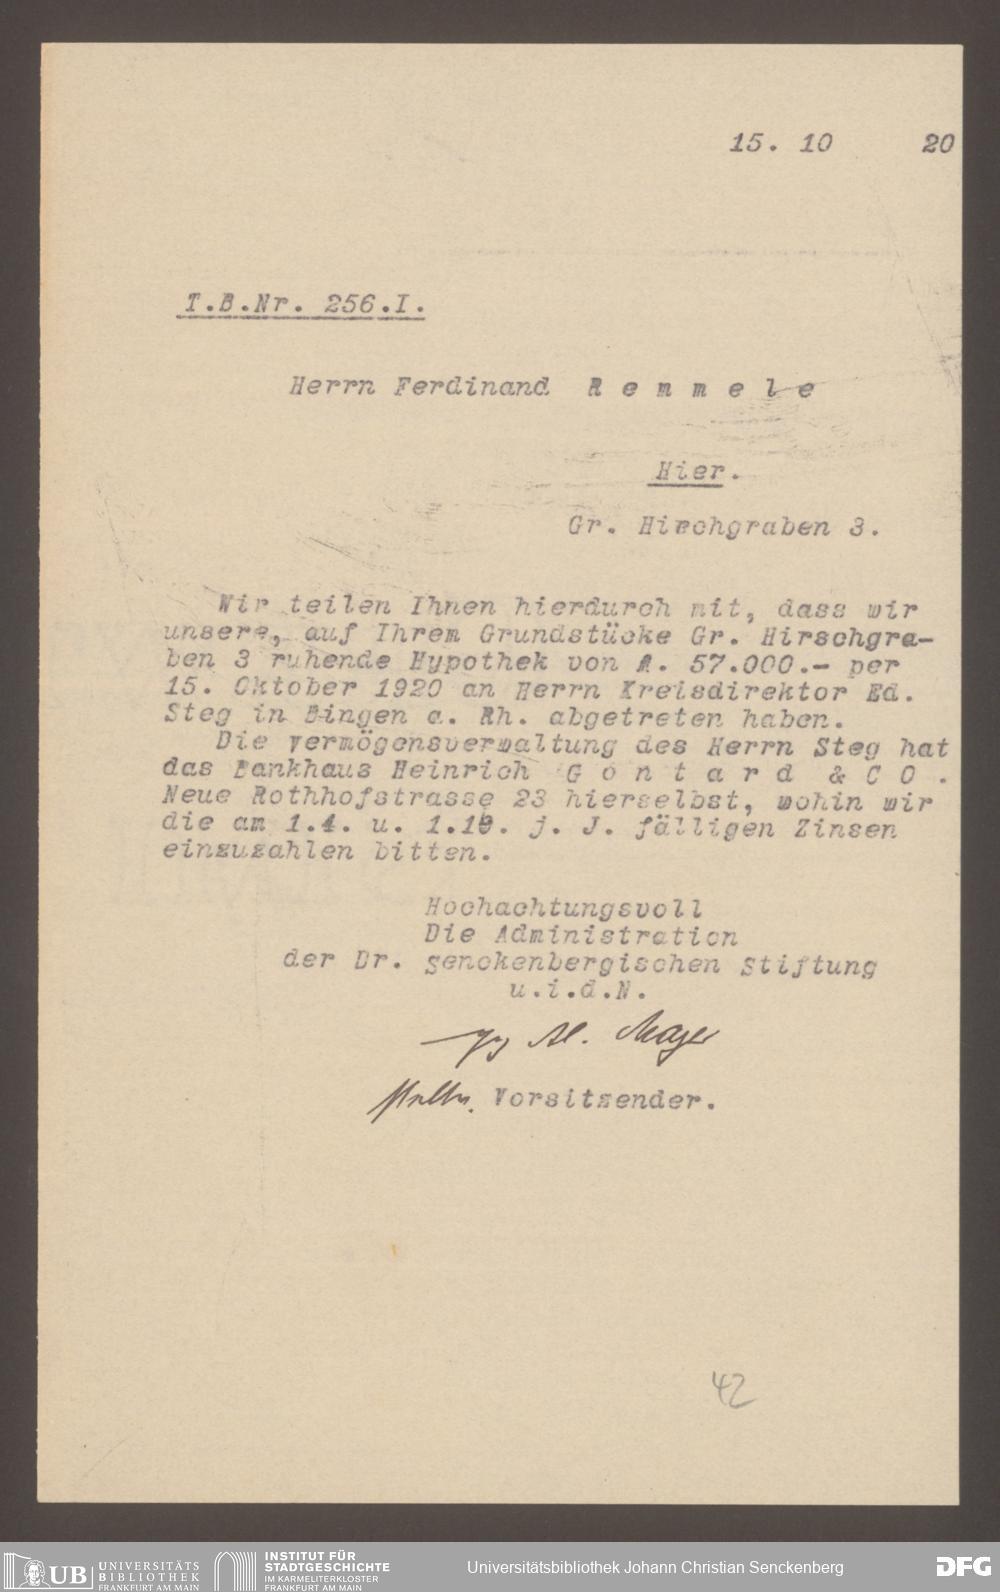 15. 10 20
T.B.Nr. 256.I.
Herrn Ferdinand R e m m e l e
Hier.
Gr. Hirschgraben 3.
Wir teilen Ihnen hierdurch mit, dass wir
unsere, auf Ihrem Grundstücke Gr. Hirschgra-
ben 3 ruhende Hypothek von M. 57.000.- per
15. Oktober 1920 an Herrn Kreisdirektor Ed.
Steg in Bingen a. Rh. abgetreten haben.
Die Vermögensverwaltung des Herrn Steg hat
das Bankhaus Heinrich G o n t a r d & C O .
Neue Rothhofstrasse 23 hierselbst, wohin wir
die am 1.4. u. 1.10. j. J. fälligen Zinsen
einzuzahlen bitten.
Hochachtungsvoll
Die Administration
der Dr. Senckenbergischen Stiftung
u.i.d.N.
Vorsitzender.
42
UB UNIVERSITÄTS
BIBLIOTHEK
FRANKFURT AM MAIN
INSTITUT FÜR
STADTGESCHICHTE
IM KARMELITERKLOSTER
FRANKFURT AM MAIN
Universitätsbibliothek Johann Christian Senckenberg
DFG